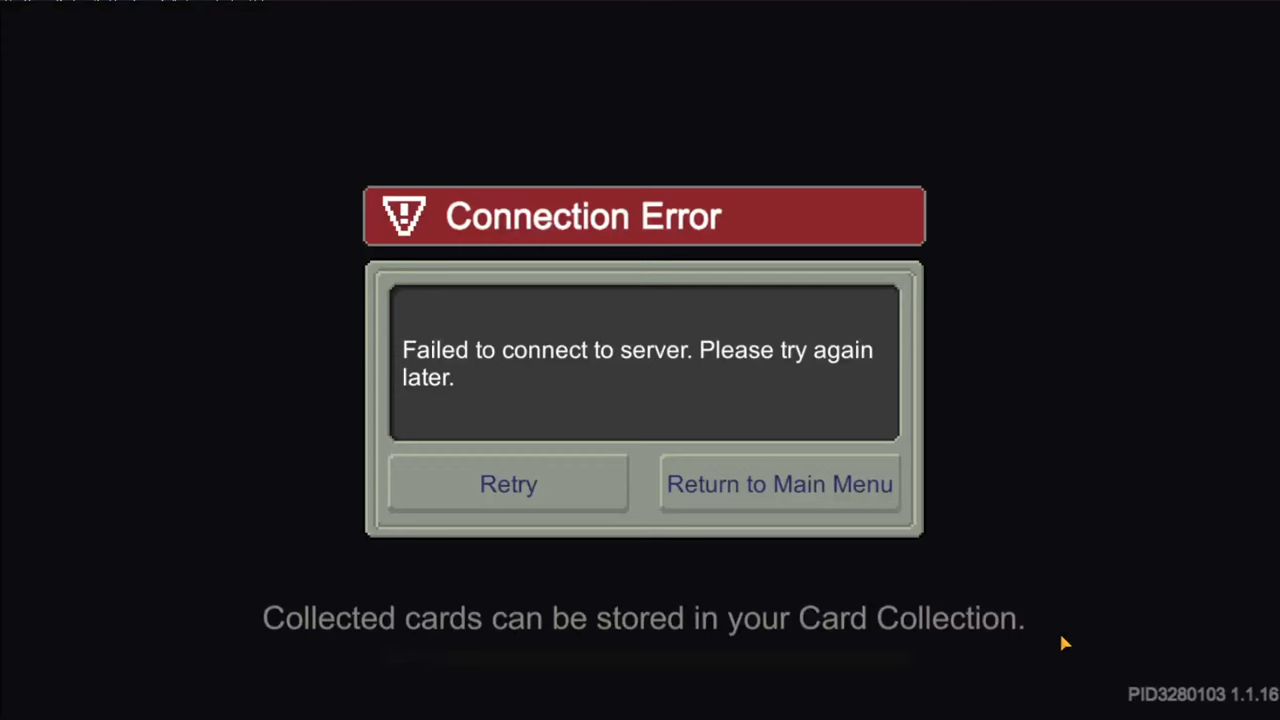 Connection Error
Failed to connect to server. Please try again
later.
Retry
Return to Main Menu
Collected cards can be stored in your Card Collection.
PID3280103 1.1.16